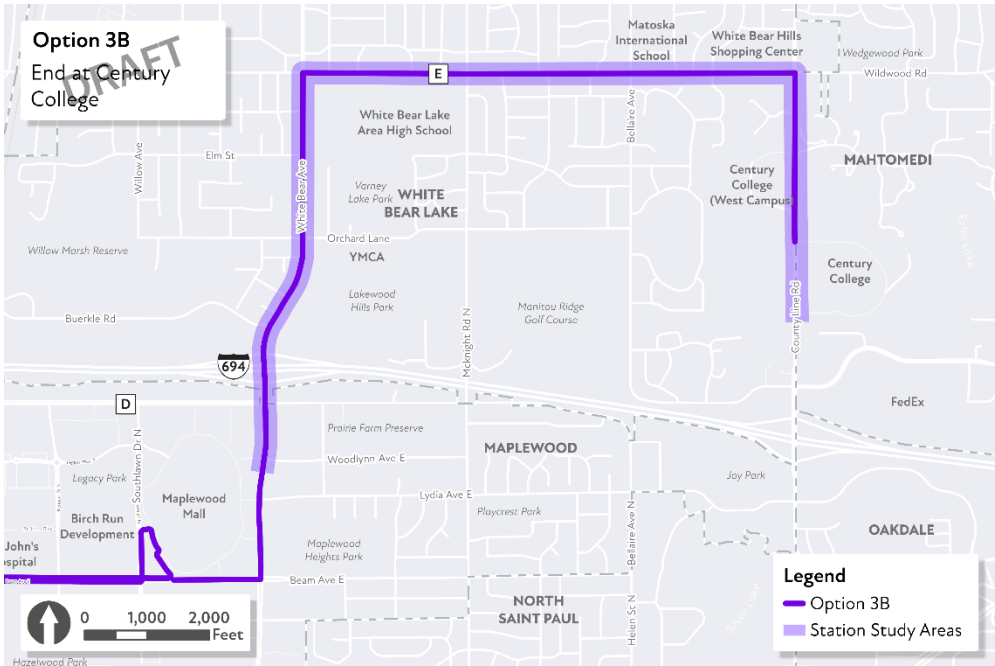 Option 3B
End at Century
College
DRAFT
Matoska
International
School
White Bear Hills
Shopping Center
Wedgewood Park
Wildwood Rd
E
White Bear Lake
Area High School
Bellaire Ave
Elm St
Willow Ave
White Bear Ave
MAHTOMEDI
Century
College
(West Campus)
Varney
Lake Park
WHITE
BEAR LAKE
Orchard Lane
YMCA
Willow Marsh Reserve
Echo Lake
Century
College
Lakewood
Hills Park
Manitou Ridge
Golf Course
Buerkle Rd
Mcknight Rd N
County Line Rd
694
D
FedEx
Prairie Farm Preserve
MAPLEWOOD
Woodlynn Ave E
Southlawn Dr N
Legacy Park
Joy Park
Maplewood
Mall
Lydia Ave E
Birch Run
Development
Playcrest Park
Bellaire Ave N
OAKDALE
John's
ospital
Maplewood
Heights Park
Beam Ave E
Legend
Option 3B
Station Study Areas
NORTH
SAINT PAUL
Helen St N
0 1,000 2,000
Feet
Hazelwood Park